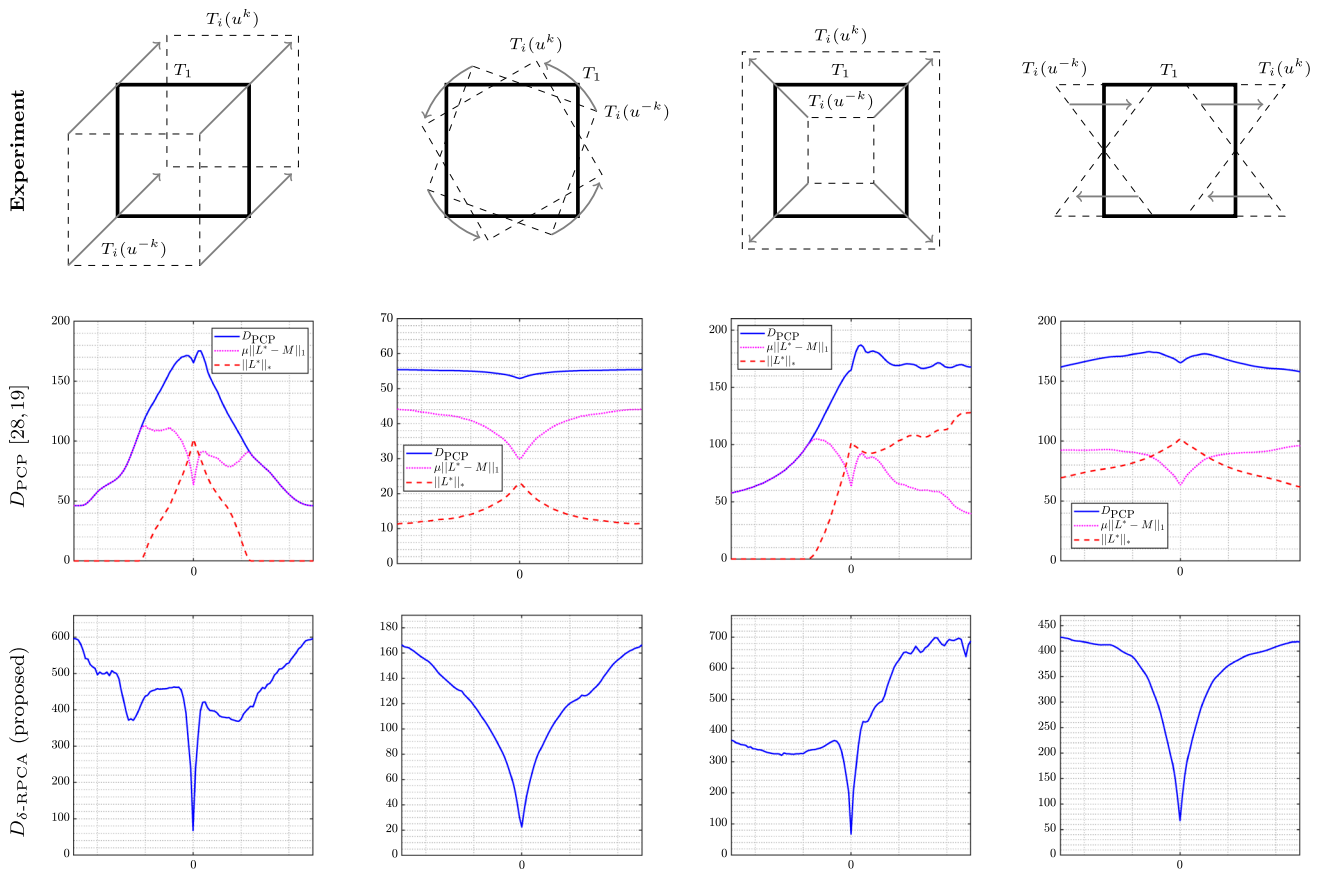 Experiment
T_i(u^k)
T_1
T_i(u^{-k})
T_i(u^k)
T_1
T_i(u^{-k})
T_i(u^k)
T_1
T_i(u^{-k})
T_i(u^{-k})
T_1
T_i(u^k)
D_PCP [28,19]
200
150
100
50
0
0
D_PCP
μ||L* − M||_1
||L*||_*
70
60
50
40
30
20
10
0
0
D_PCP
μ||L* − M||_1
||L*||_*
200
150
100
50
0
0
D_PCP
μ||L* − M||_1
||L*||_*
200
150
100
50
0
0
D_PCP
μ||L* − M||_1
||L*||_*
D_δ-RPCA (proposed)
600
500
400
300
200
100
0
0
180
160
140
120
100
80
60
40
20
0
0
700
600
500
400
300
200
100
0
0
450
400
350
300
250
200
150
100
50
0
0